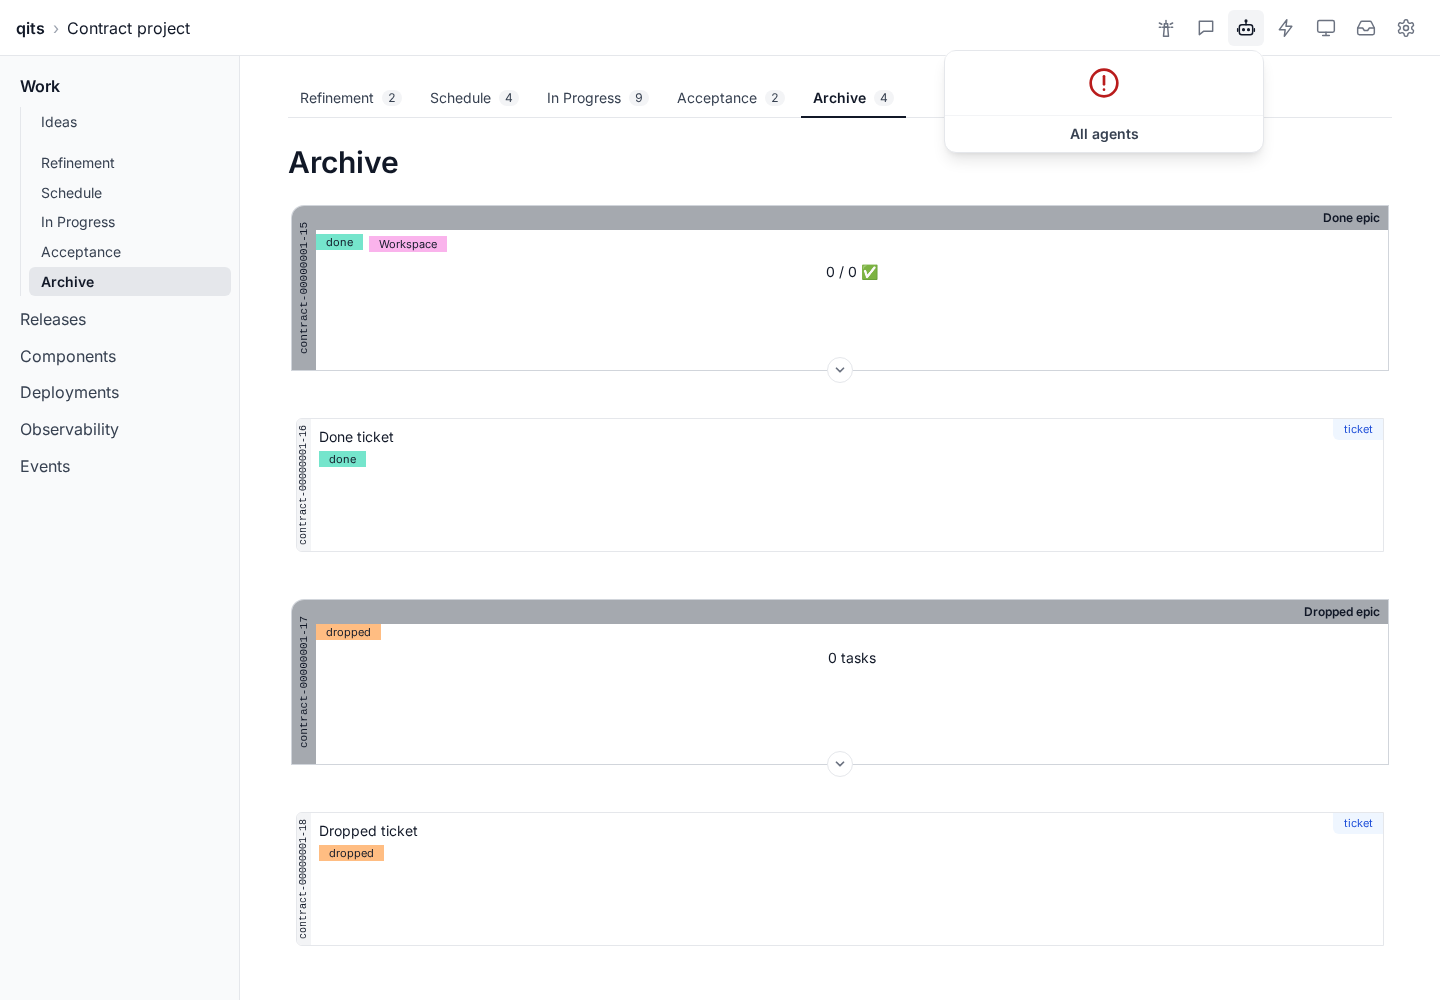 qits › Contract project
All agents
Work
Ideas
Refinement
Schedule
In Progress
Acceptance
Archive
Releases
Components
Deployments
Observability
Events
Refinement 2 Schedule 4 In Progress 9 Acceptance 2 Archive 4
Archive
contract-00000001-15
Done epic
done Workspace
0 / 0 ✅
contract-00000001-16
Done ticket
ticket
done
contract-00000001-17
Dropped epic
dropped
0 tasks
contract-00000001-18
Dropped ticket
ticket
dropped